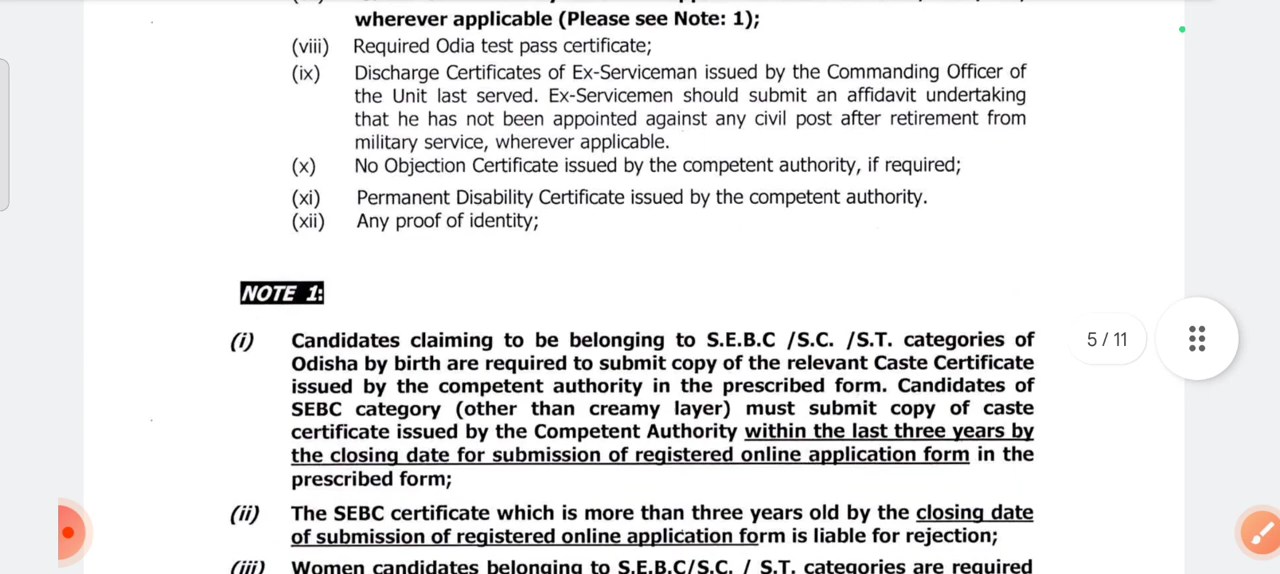 wherever applicable (Please see Note: 1);
(viii) Required Odia test pass certificate;
(ix) Discharge Certificates of Ex-Serviceman issued by the Commanding Officer of
the Unit last served. Ex-Servicemen should submit an affidavit undertaking
that he has not been appointed against any civil post after retirement from
military service, wherever applicable.
(x) No Objection Certificate issued by the competent authority, if required;
(xi) Permanent Disability Certificate issued by the competent authority.
(xii) Any proof of identity;
NOTE 1:
(i) Candidates claiming to be belonging to S.E.B.C /S.C. /S.T. categories of
Odisha by birth are required to submit copy of the relevant Caste Certificate
issued by the competent authority in the prescribed form. Candidates of
SEBC category (other than creamy layer) must submit copy of caste
certificate issued by the Competent Authority within the last three years by
the closing date for submission of registered online application form in the
prescribed form;
5 / 11
(ii) The SEBC certificate which is more than three years old by the closing date
of submission of registered online application form is liable for rejection;
(iii) Women candidates belonging to S.E.B.C/S.C. / S.T. categories are required